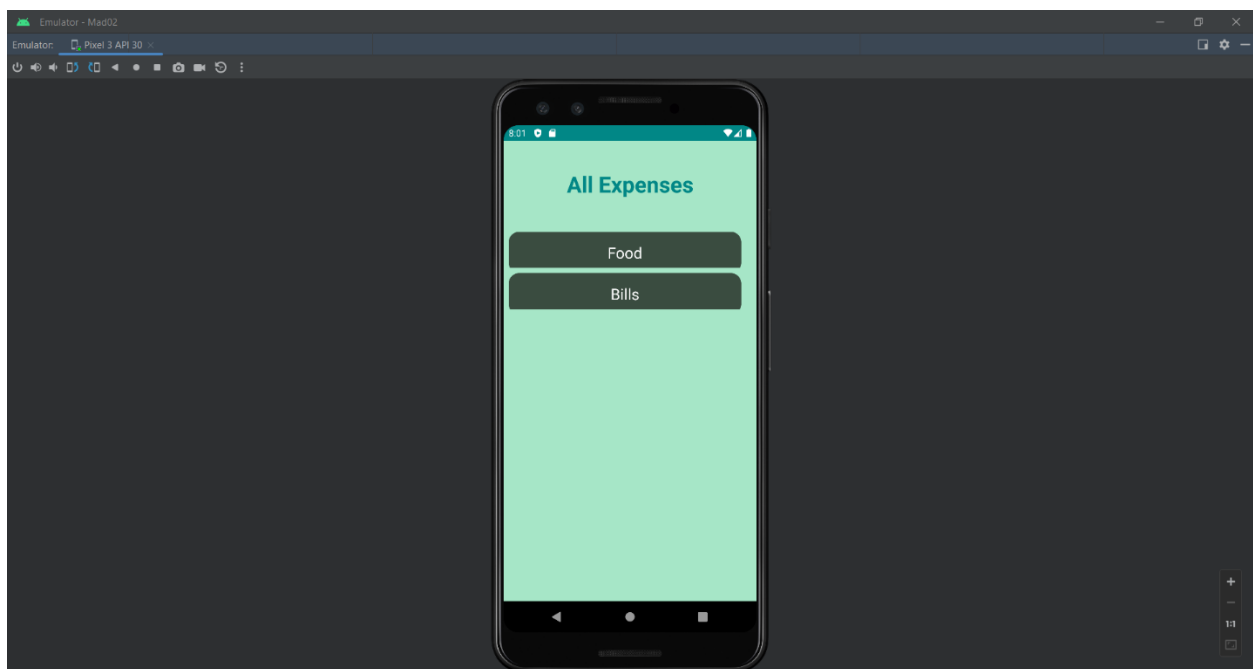 Emulator - Mad02
Emulator: Pixel 3 API 30
8:01
All Expenses
Food
Bills
1:1